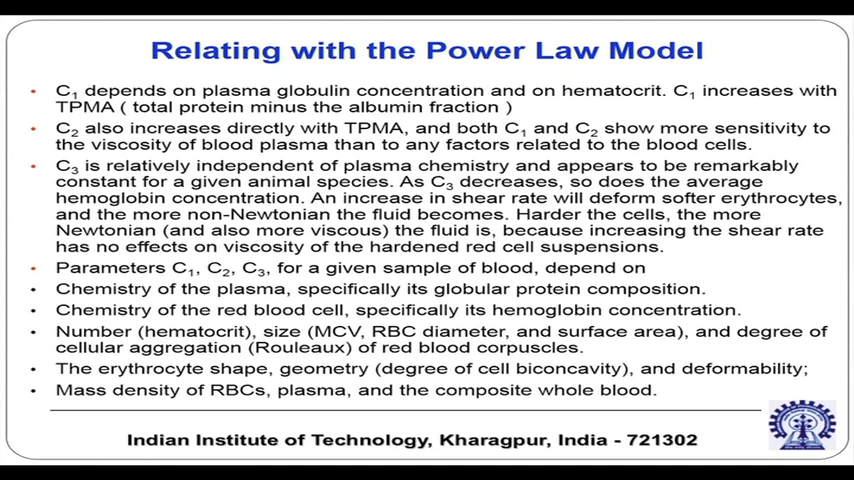 Relating with the Power Law Model
• C₁ depends on plasma globulin concentration and on hematocrit. C₁ increases with
TPMA ( total protein minus the albumin fraction )
• C₂ also increases directly with TPMA, and both C₁ and C₂ show more sensitivity to
the viscosity of blood plasma than to any factors related to the blood cells.
• C₃ is relatively independent of plasma chemistry and appears to be remarkably
constant for a given animal species. As C₃ decreases, so does the average
hemoglobin concentration. An increase in shear rate will deform softer erythrocytes,
and the more non-Newtonian the fluid becomes. Harder the cells, the more
Newtonian (and also more viscous) the fluid is, because increasing the shear rate
has no effects on viscosity of the hardened red cell suspensions.
• Parameters C₁, C₂, C₃, for a given sample of blood, depend on
• Chemistry of the plasma, specifically its globular protein composition.
• Chemistry of the red blood cell, specifically its hemoglobin concentration.
• Number (hematocrit), size (MCV, RBC diameter, and surface area), and degree of
cellular aggregation (Rouleaux) of red blood corpuscles.
• The erythrocyte shape, geometry (degree of cell biconcavity), and deformability;
• Mass density of RBCs, plasma, and the composite whole blood.
Indian Institute of Technology, Kharagpur, India - 721302